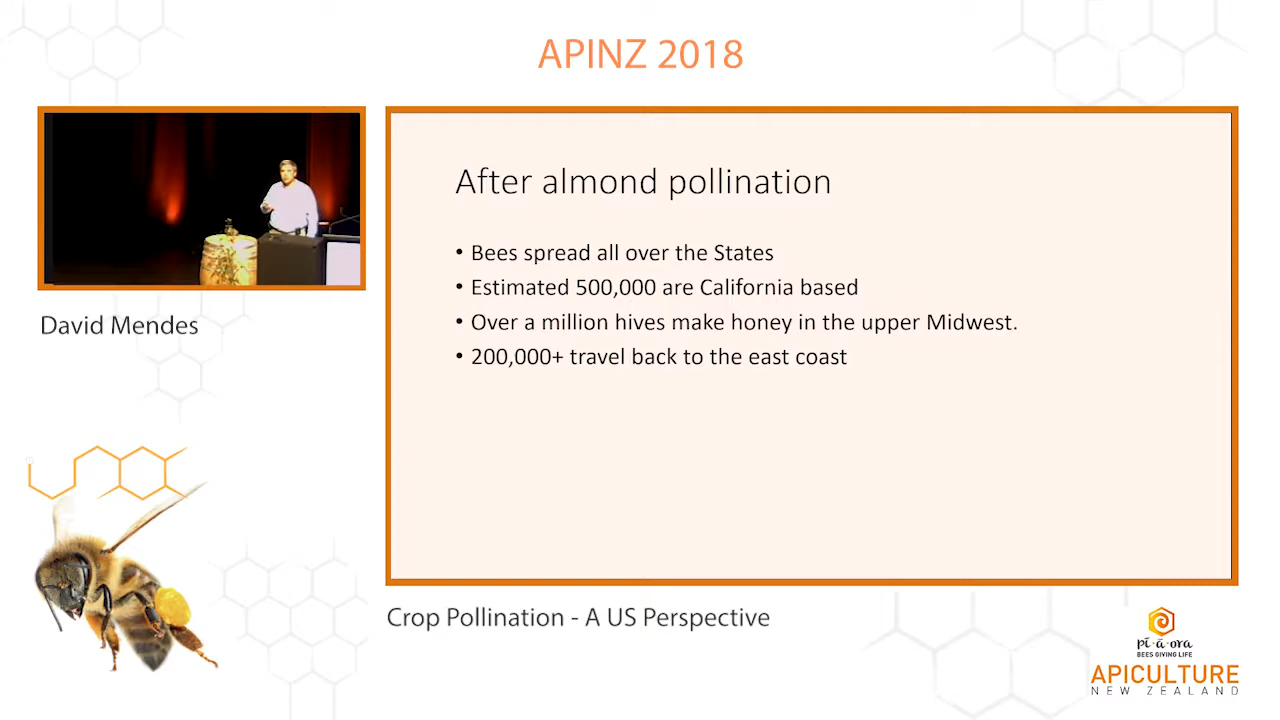 APINZ 2018
David Mendes
After almond pollination
• Bees spread all over the States
• Estimated 500,000 are California based
• Over a million hives make honey in the upper Midwest.
• 200,000+ travel back to the east coast
Crop Pollination - A US Perspective
pī-ā-ora
BEES GIVING LIFE
APICULTURE
NEW ZEALAND